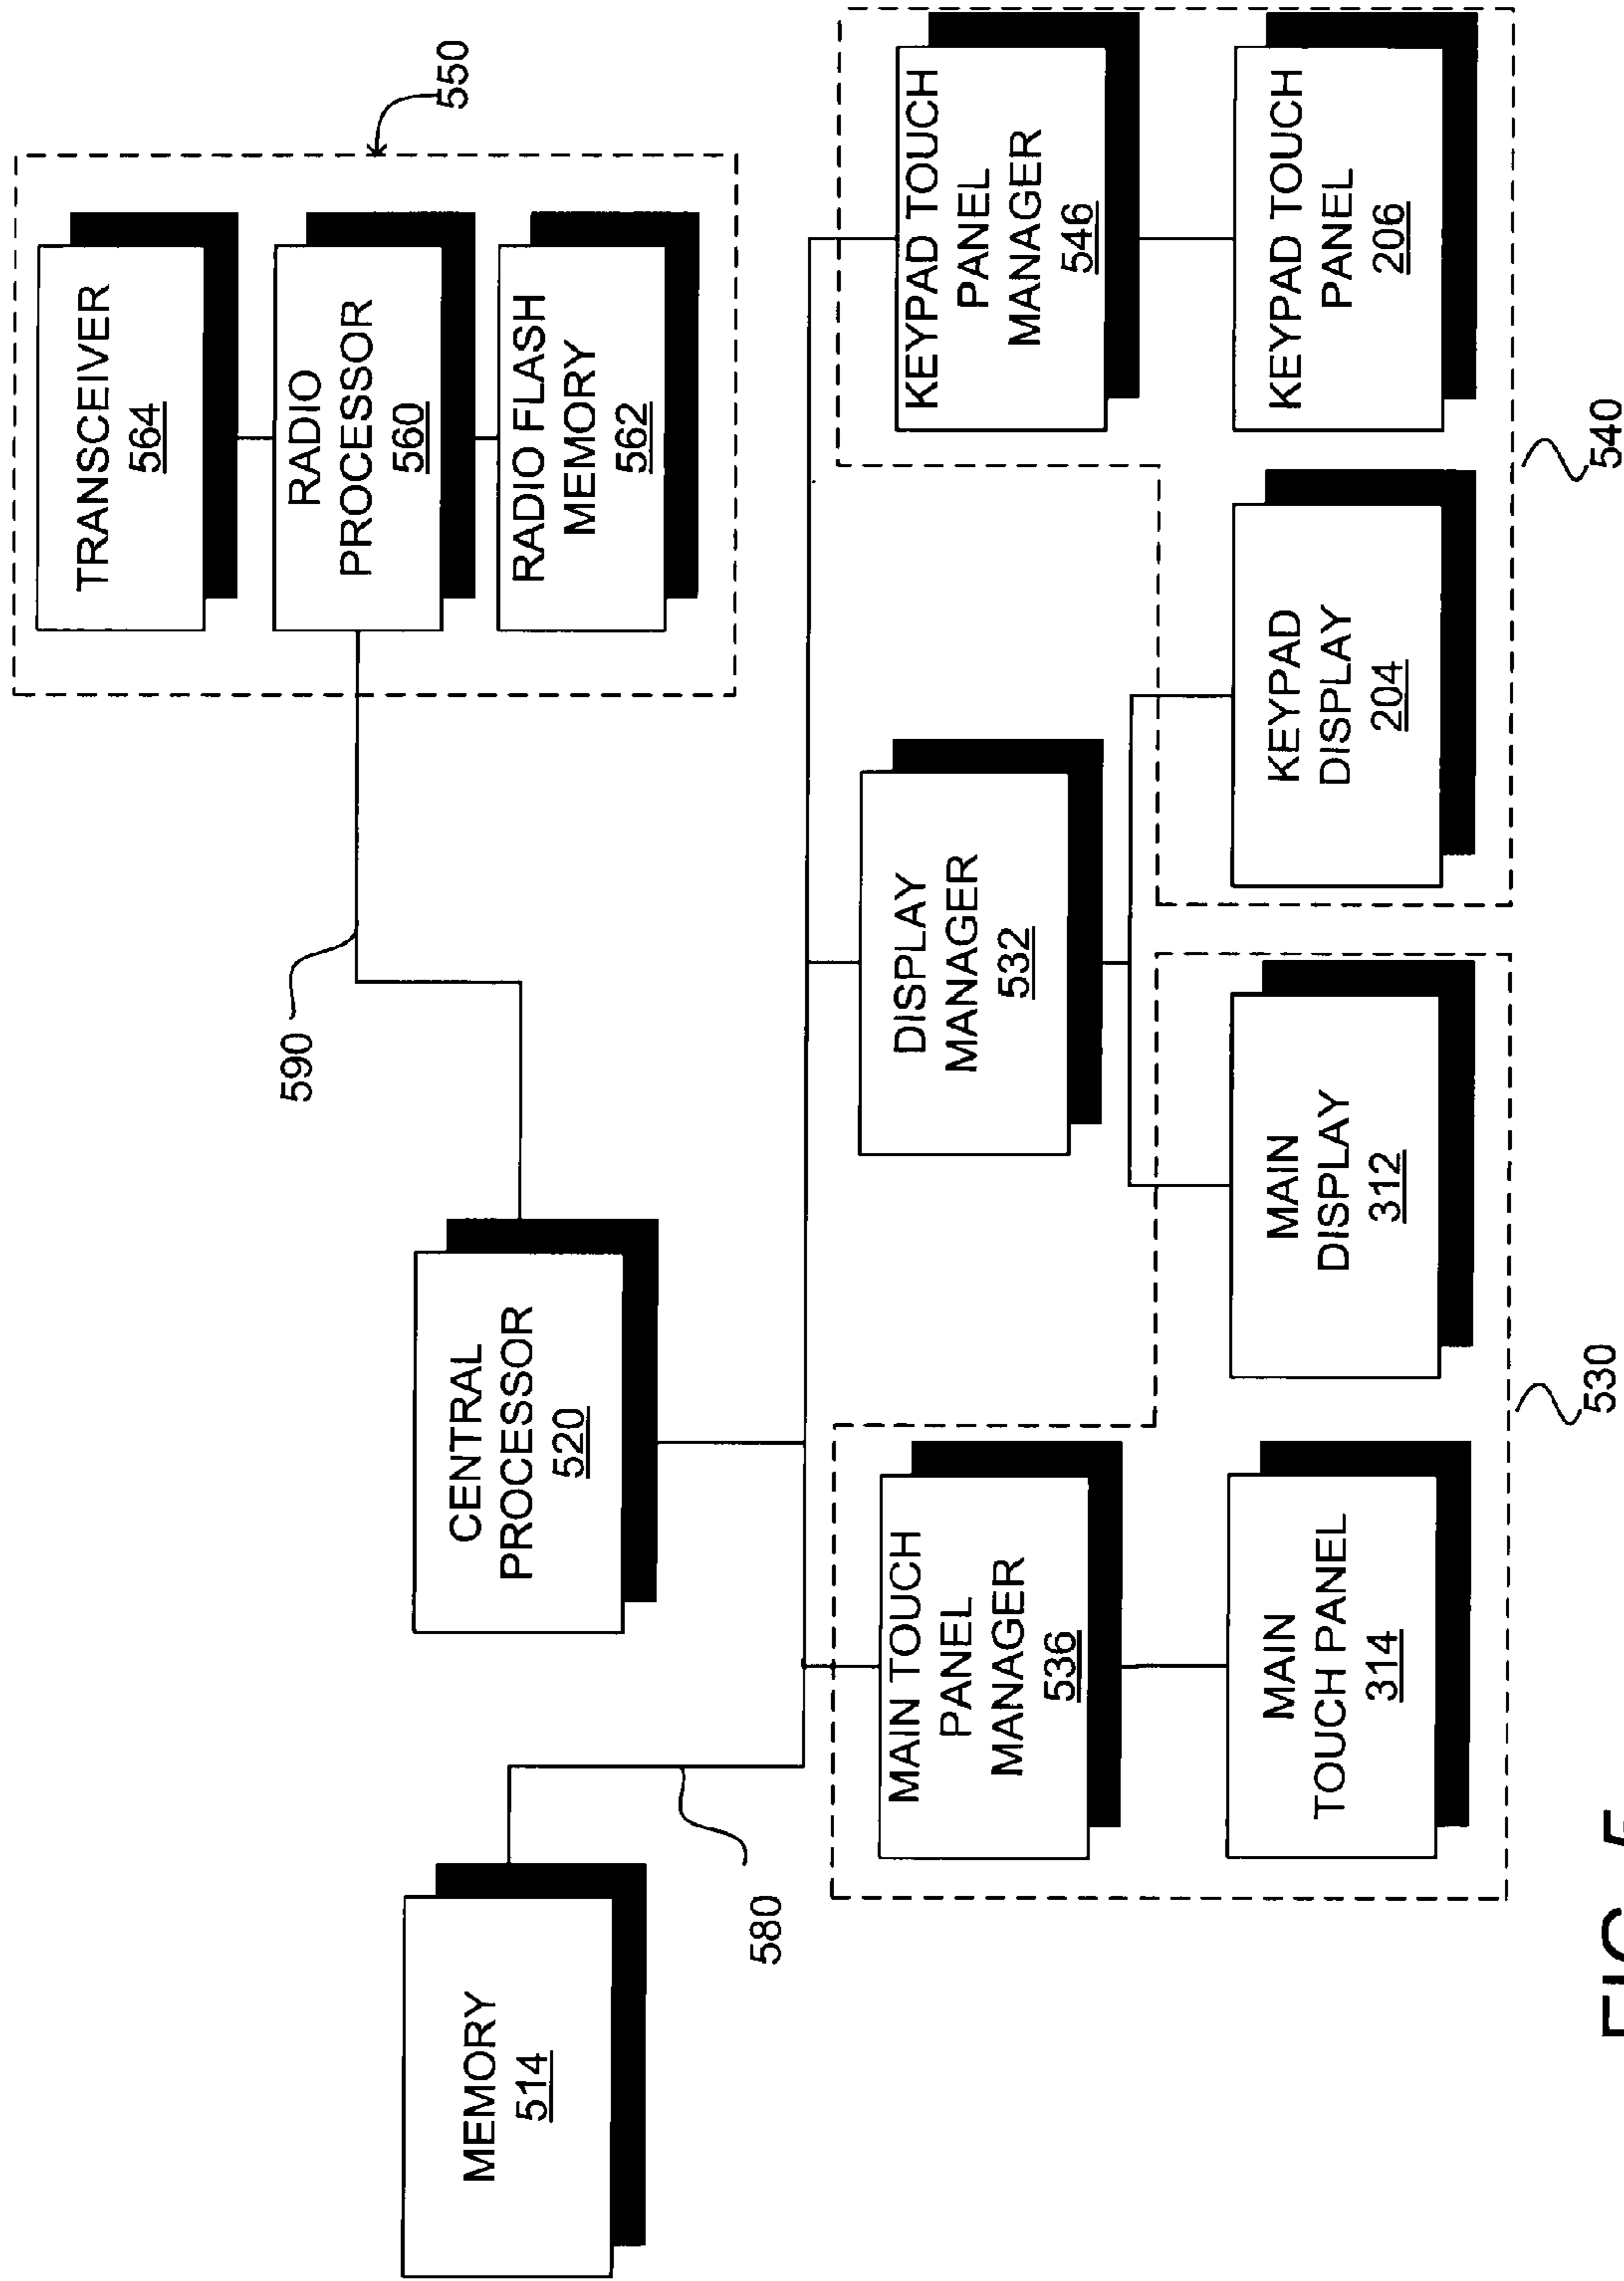 TRANSCEIVER
564
RADIO
PROCESSOR
560
RADIO FLASH
MEMORY
562
550
590
CENTRAL
PROCESSOR
520
MEMORY
514
580
MAIN TOUCH
PANEL
MANAGER
536
DISPLAY
MANAGER
532
KEYPAD TOUCH
PANEL
MANAGER
546
MAIN
TOUCH PANEL
314
MAIN
DISPLAY
312
KEYPAD
DISPLAY
204
KEYPAD TOUCH
PANEL
206
530
540
FIG. 5